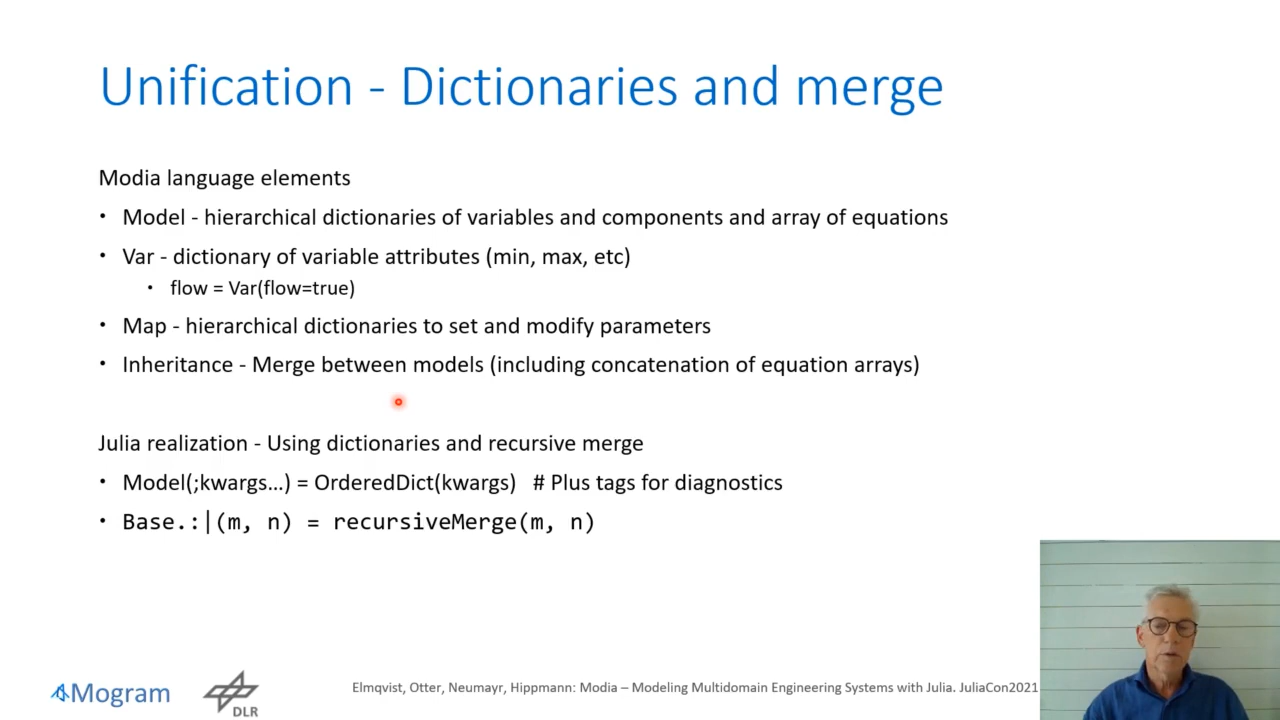 Unification - Dictionaries and merge
Modia language elements
• Model - hierarchical dictionaries of variables and components and array of equations
• Var - dictionary of variable attributes (min, max, etc)
• flow = Var(flow=true)
• Map - hierarchical dictionaries to set and modify parameters
• Inheritance - Merge between models (including concatenation of equation arrays)
Julia realization - Using dictionaries and recursive merge
• Model(;kwargs…) = OrderedDict(kwargs) # Plus tags for diagnostics
• Base.:|(m, n) = recursiveMerge(m, n)
Mogram
DLR
Elmqvist, Otter, Neumayr, Hippmann: Modia – Modeling Multidomain Engineering Systems with Julia. JuliaCon2021